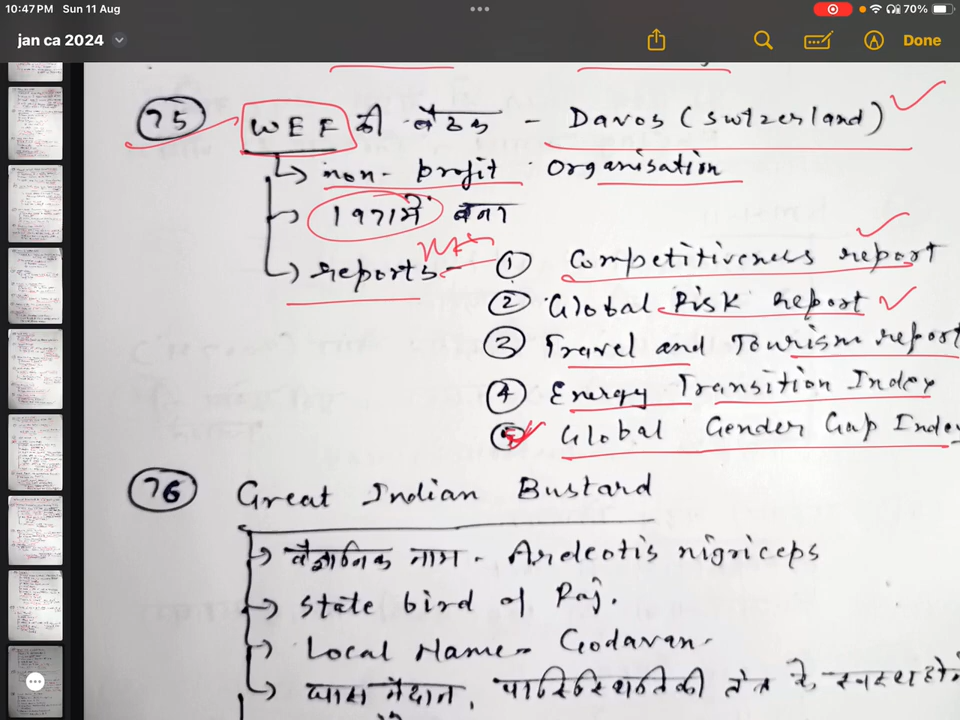 10:47 PM Sun 11 Aug
70%
jan ca 2024
Done
75 WEF की बैठक - Davos (switzerland)
non-profit organisation
1971 में बना
reports -
① Competitiveness report
② Global Risk report
③ Travel and Tourism report
④ Energy Transition Index
Global Gender Gap Index
76 Great Indian Bustard
वैज्ञानिक नाम - Ardeotis nigriceps
State bird of Raj.
Local Name - Godavan.
घास मैदान, पारिस्थितिकी तंत्र के स्वस्थ होने